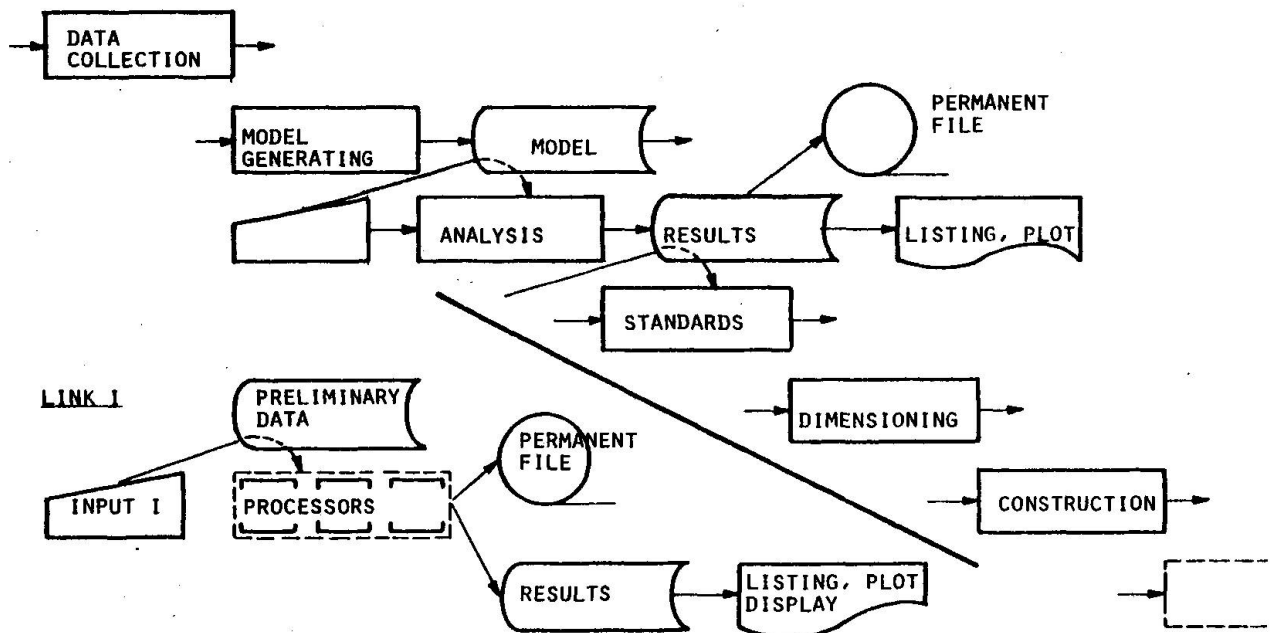 DATA
COLLECTION
PERMANENT
FILE
MODEL
GENERATING
MODEL
ANALYSIS
RESULTS
LISTING, PLOT
STANDARDS
LINK I
PRELIMINARY
DATA
DIMENSIONING
PERMANENT
FILE
INPUT I
PROCESSORS
CONSTRUCTION
RESULTS
LISTING, PLOT
DISPLAY